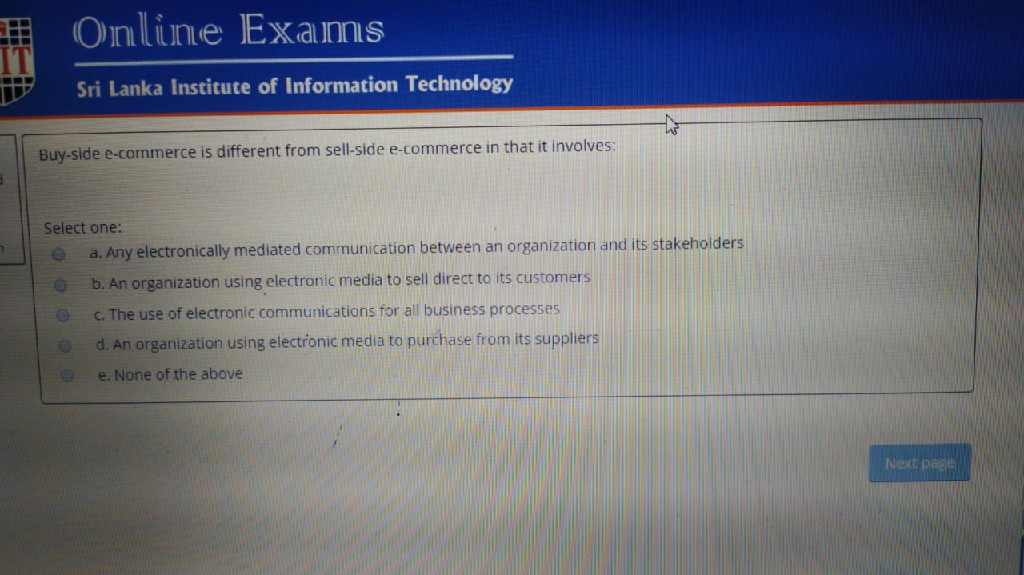 IT
Online Exams
Sri Lanka Institute of Information Technology
Buy-side e-commerce is different from sell-side e-commerce in that it involves:
Select one:
a. Any electronically mediated communication between an organization and its stakeholders
b. An organization using electronic media to sell direct to its customers
c. The use of electronic communications for all business processes
d. An organization using electronic media to purchase from its suppliers
e. None of the above
Next page